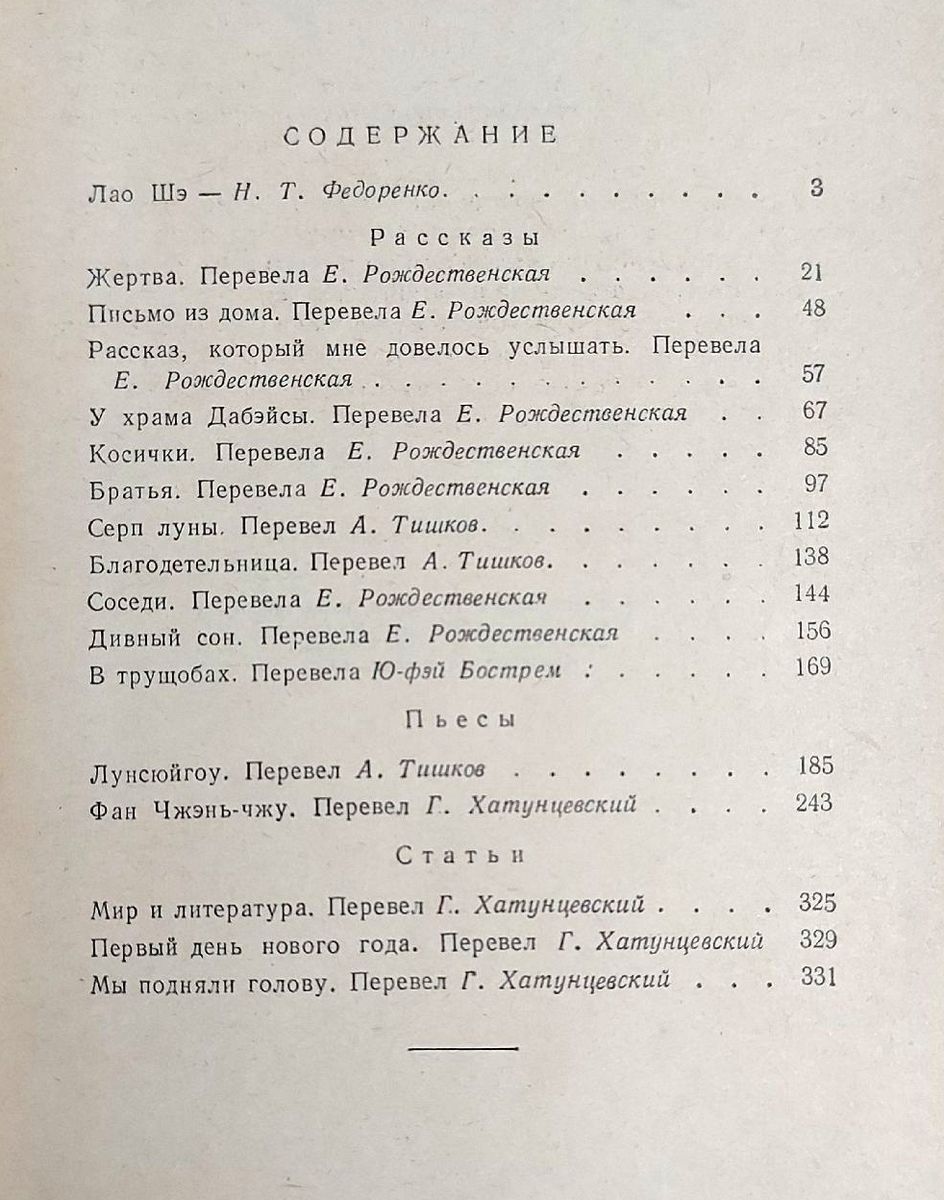 СОДЕРЖАНИЕ
Лао Шэ — Н. Т. Федоренко. . . . . . . . . . 3
Рассказы
Жертва. Перевела Е. Рождественская . . . . . . 21
Письмо из дома. Перевела Е. Рождественская . . . 48
Рассказ, который мне довелось услышать. Перевела
Е. Рождественская . . . . . . . . . . . . 57
У храма Дабэйсы. Перевела Е. Рождественская . . 67
Косички. Перевела Е. Рождественская . . . . . 85
Братья. Перевела Е. Рождественская . . . . . . 97
Серп луны. Перевел А. Тишков. . . . . . . . . 112
Благодетельница. Перевел А. Тишков. . . . . . . 138
Соседи. Перевела Е. Рождественская . . . . . . 144
Дивный сон. Перевела Е. Рождественская . . . . 156
В трущобах. Перевела Ю-фэй Бострем : . . . . . 169
Пьесы
Лунсюйгоу. Перевел А. Тишков . . . . . . . . 185
Фан Чжэнь-чжу. Перевел Г. Хатунцевский . . . . 243
Статьи
Мир и литература. Перевел Г. Хатунцевский . . . . 325
Первый день нового года. Перевел Г. Хатунцевский 329
Мы подняли голову. Перевел Г. Хатунцевский . . . 331